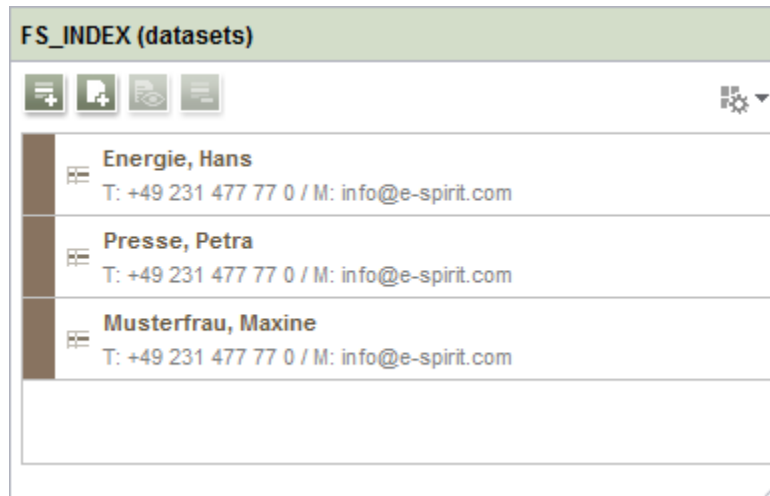 FS_INDEX (datasets)
Energie, Hans
T: +49 231 477 77 0 / M: info@e-spirit.com
Presse, Petra
T: +49 231 477 77 0 / M: info@e-spirit.com
Musterfrau, Maxine
T: +49 231 477 77 0 / M: info@e-spirit.com